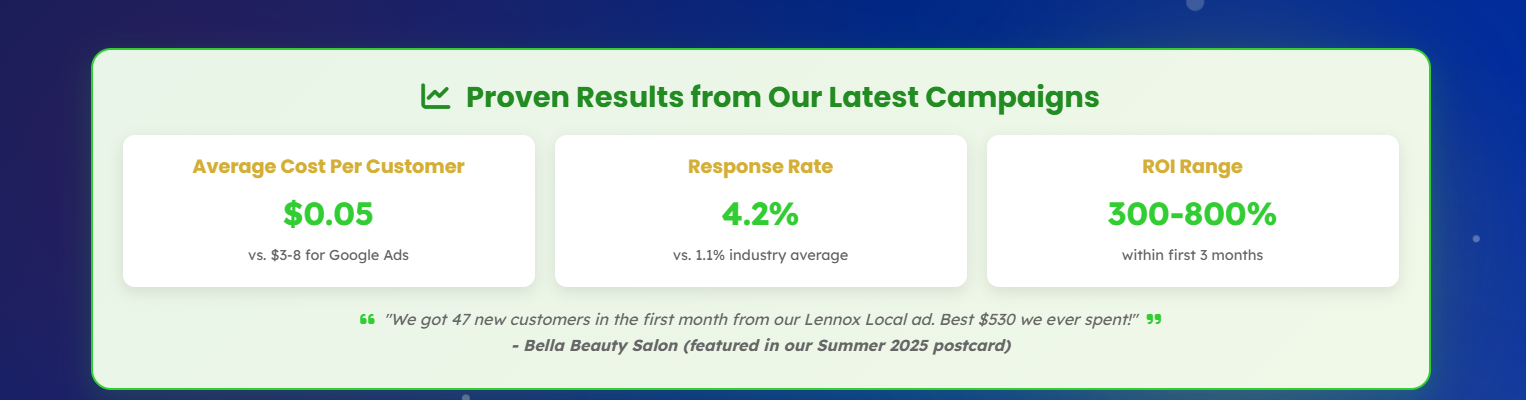 Proven Results from Our Latest Campaigns
Average Cost Per Customer
$0.05
vs. $3-8 for Google Ads
Response Rate
4.2%
vs. 1.1% industry average
ROI Range
300-800%
within first 3 months
"We got 47 new customers in the first month from our Lennox Local ad. Best $530 we ever spent!"
- Bella Beauty Salon (featured in our Summer 2025 postcard)